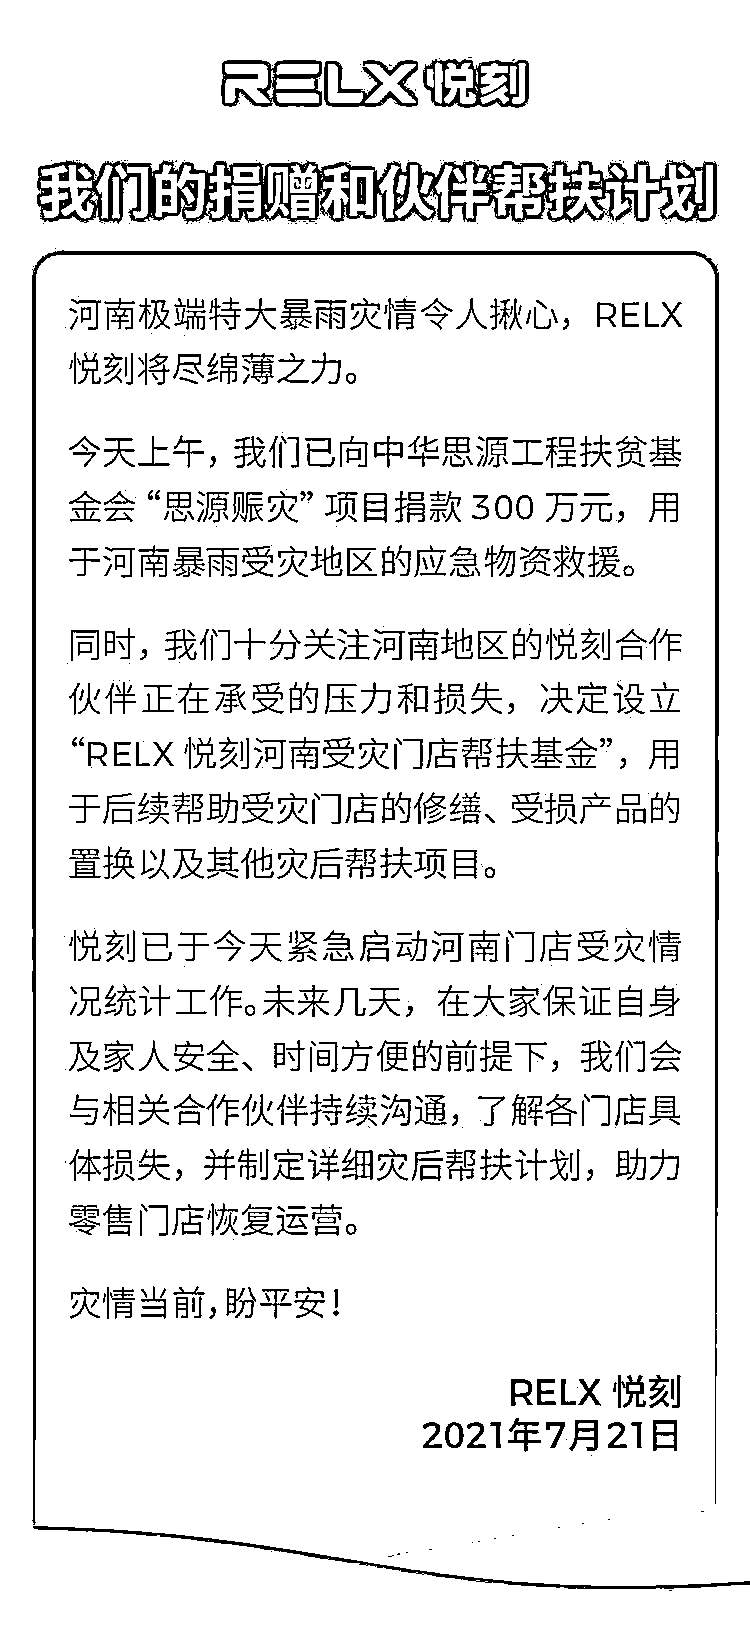 RELX 悦刻
我们的捐赠和伙伴帮扶计划
河南极端特大暴雨灾情令人揪心，RELX
悦刻将尽绵薄之力。
今天上午，我们已向中华思源工程扶贫基
金会“思源赈灾”项目捐款 300 万元，用
于河南暴雨受灾地区的应急物资救援。
同时，我们十分关注河南地区的悦刻合作
伙伴正在承受的压力和损失，决定设立
“RELX 悦刻河南受灾门店帮扶基金”，用
于后续帮助受灾门店的修缮、受损产品的
置换以及其他灾后帮扶项目。
悦刻已于今天紧急启动河南门店受灾情
况统计工作。未来几天，在大家保证自身
及家人安全、时间方便的前提下，我们会
与相关合作伙伴持续沟通，了解各门店具
体损失，并制定详细灾后帮扶计划，助力
零售门店恢复运营。
灾情当前，盼平安！
RELX 悦刻
2021年7月21日